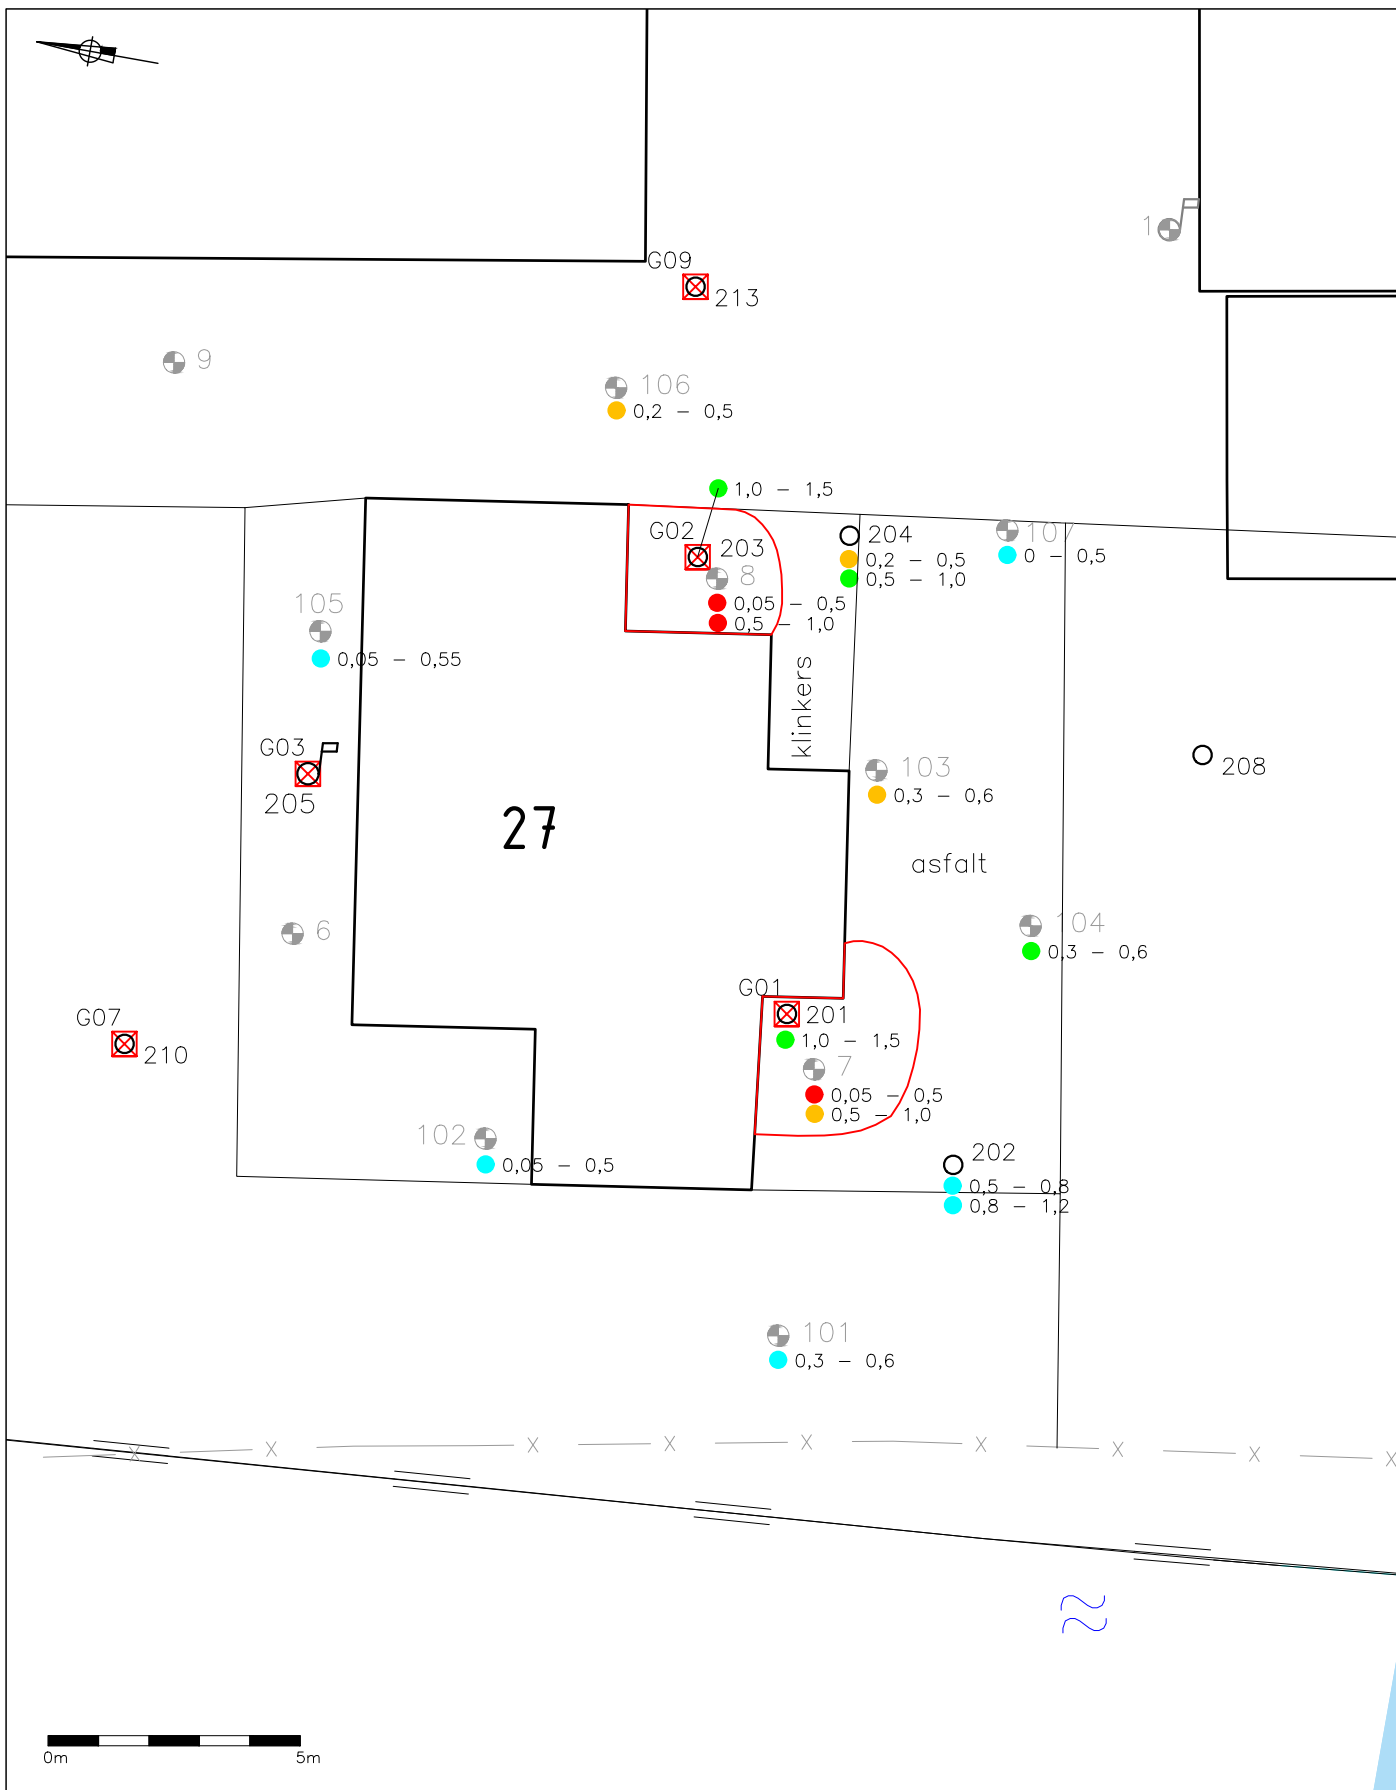 G09
213
1
9
106
0,2 – 0,5
1,0 – 1,5
G02
203
204
107
8
0,2 – 0,5
0 – 0,5
0,5 – 1,0
105
0,05 – 0,5
0,5 – 1,0
0,05 – 0,55
klinkers
G03
205
103
208
0,3 – 0,6
27
asfalt
6
104
0,3 – 0,6
G01
201
G07
210
1,0 – 1,5
7
0,05 – 0,5
0,5 – 1,0
102
0,05 – 0,5
202
0,5 – 0,8
0,8 – 1,2
101
0,3 – 0,6
X X X X X X X X X
0m 5m